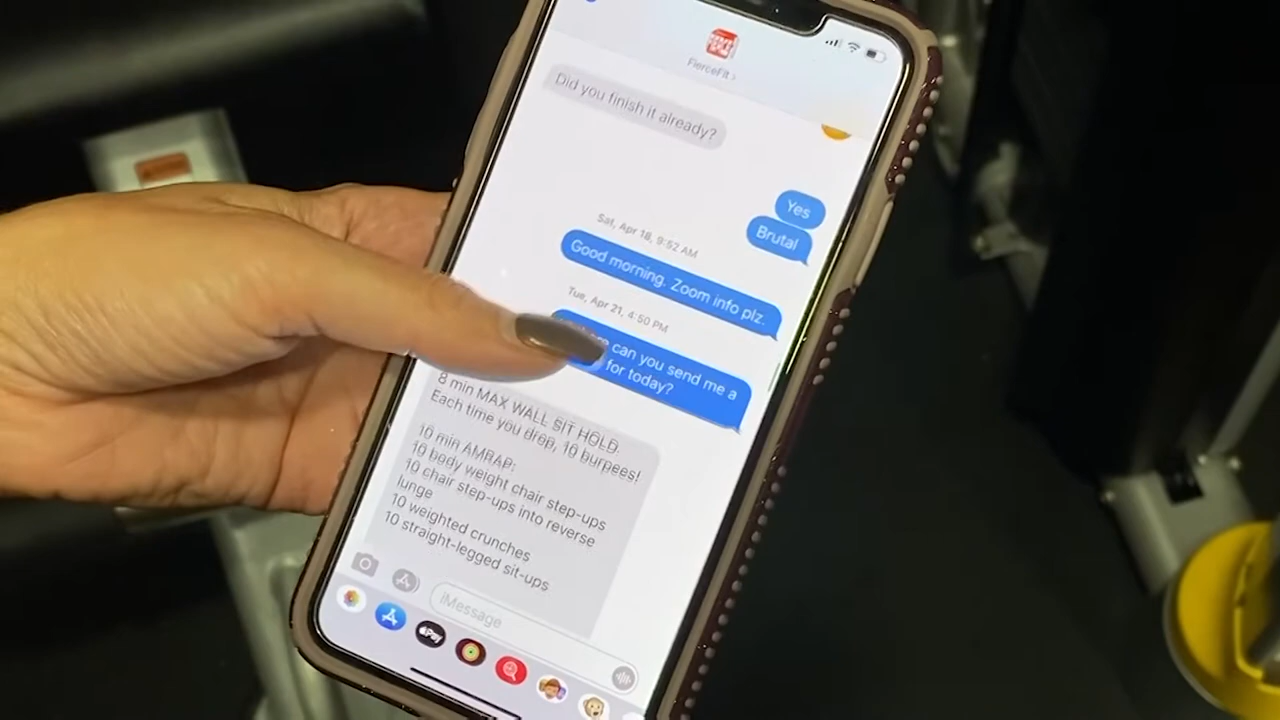 FierceFit
Did you finish it already?
Yes
Brutal
Sat, Apr 18, 9:52 AM
Good morning. Zoom info plz.
Tue, Apr 21, 4:50 PM
can you send me a
for today?
8 min MAX WALL SIT HOLD.
Each time you drop, 10 burpees!
10 min AMRAP:
10 body weight chair step-ups
10 chair step-ups into reverse
lunge
10 weighted crunches
10 straight-legged sit-ups
iMessage
Pay